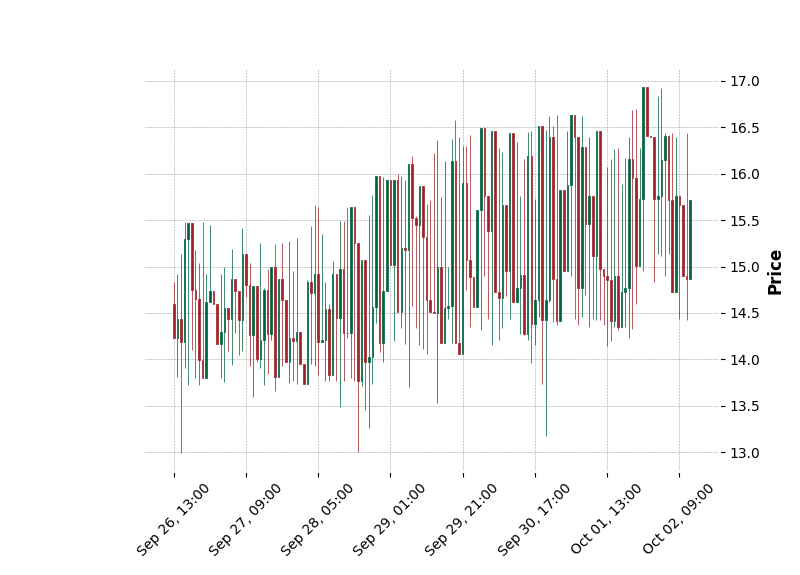 17.0
16.5
16.0
15.5
15.0
14.5
14.0
13.5
13.0
Price
Sep 26, 13:00
Sep 27, 09:00
Sep 28, 05:00
Sep 29, 01:00
Sep 29, 21:00
Sep 30, 17:00
Oct 01, 13:00
Oct 02, 09:00